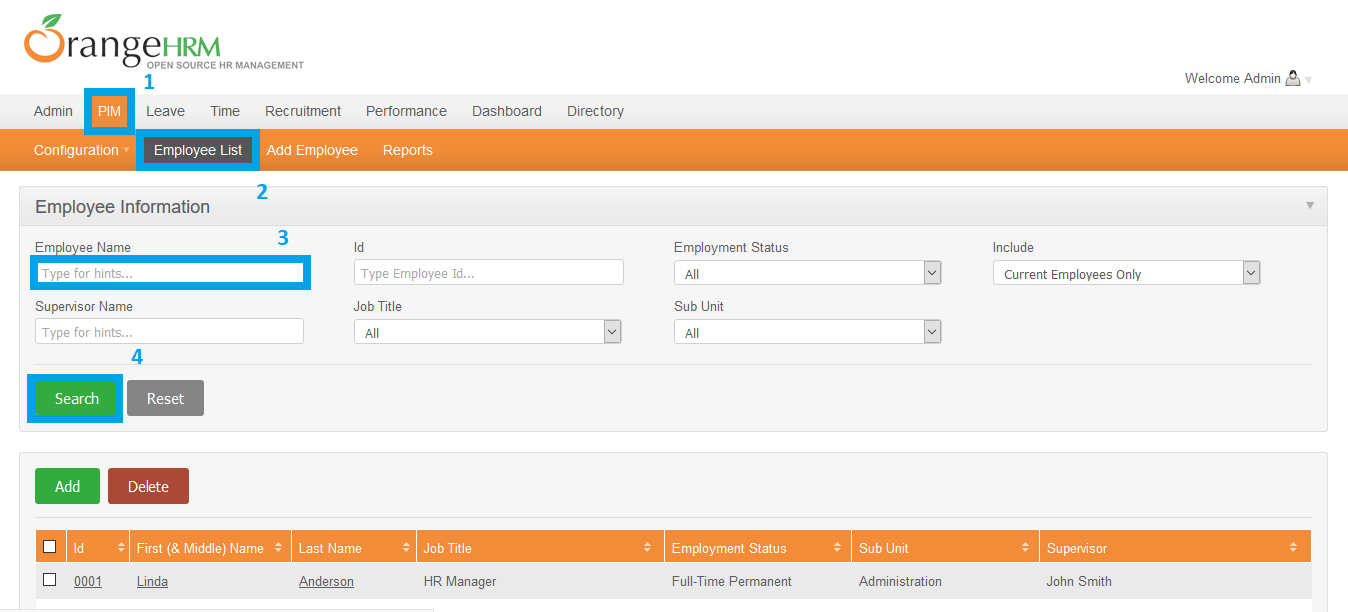 OrangeHRM
OPEN SOURCE HR MANAGEMENT
1
Welcome Admin
Admin PIM Leave Time Recruitment Performance Dashboard Directory
Configuration Employee List Add Employee Reports
2
Employee Information
3
Employee Name Id Employment Status Include
Type for hints... Type Employee Id... All Current Employees Only
Supervisor Name Job Title Sub Unit
Type for hints... All All
4
Search Reset
Add Delete
Id First (& Middle) Name Last Name Job Title Employment Status Sub Unit Supervisor
0001 Linda Anderson HR Manager Full-Time Permanent Administration John Smith